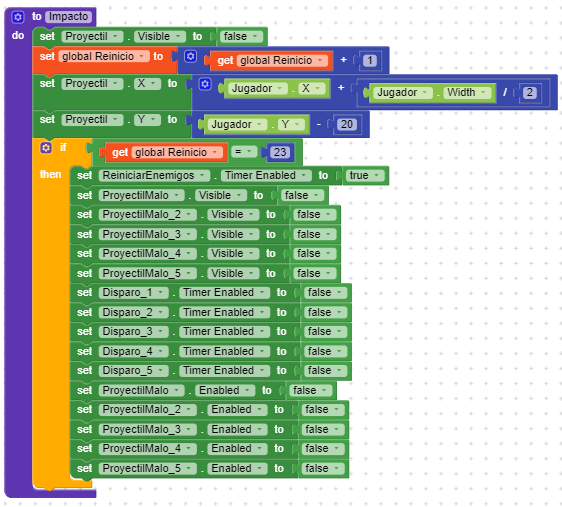 to Impacto
do set Proyectil . Visible to false
set global Reinicio to get global Reinicio + 1
set Proyectil . X to Jugador . X + Jugador . Width / 2
set Proyectil . Y to Jugador . Y - 20
if get global Reinicio = 23
then set ReiniciarEnemigos . Timer Enabled to true
set ProyectilMalo . Visible to false
set ProyectilMalo_2 . Visible to false
set ProyectilMalo_3 . Visible to false
set ProyectilMalo_4 . Visible to false
set ProyectilMalo_5 . Visible to false
set Disparo_1 . Timer Enabled to false
set Disparo_2 . Timer Enabled to false
set Disparo_3 . Timer Enabled to false
set Disparo_4 . Timer Enabled to false
set Disparo_5 . Timer Enabled to false
set ProyectilMalo . Enabled to false
set ProyectilMalo_2 . Enabled to false
set ProyectilMalo_3 . Enabled to false
set ProyectilMalo_4 . Enabled to false
set ProyectilMalo_5 . Enabled to false